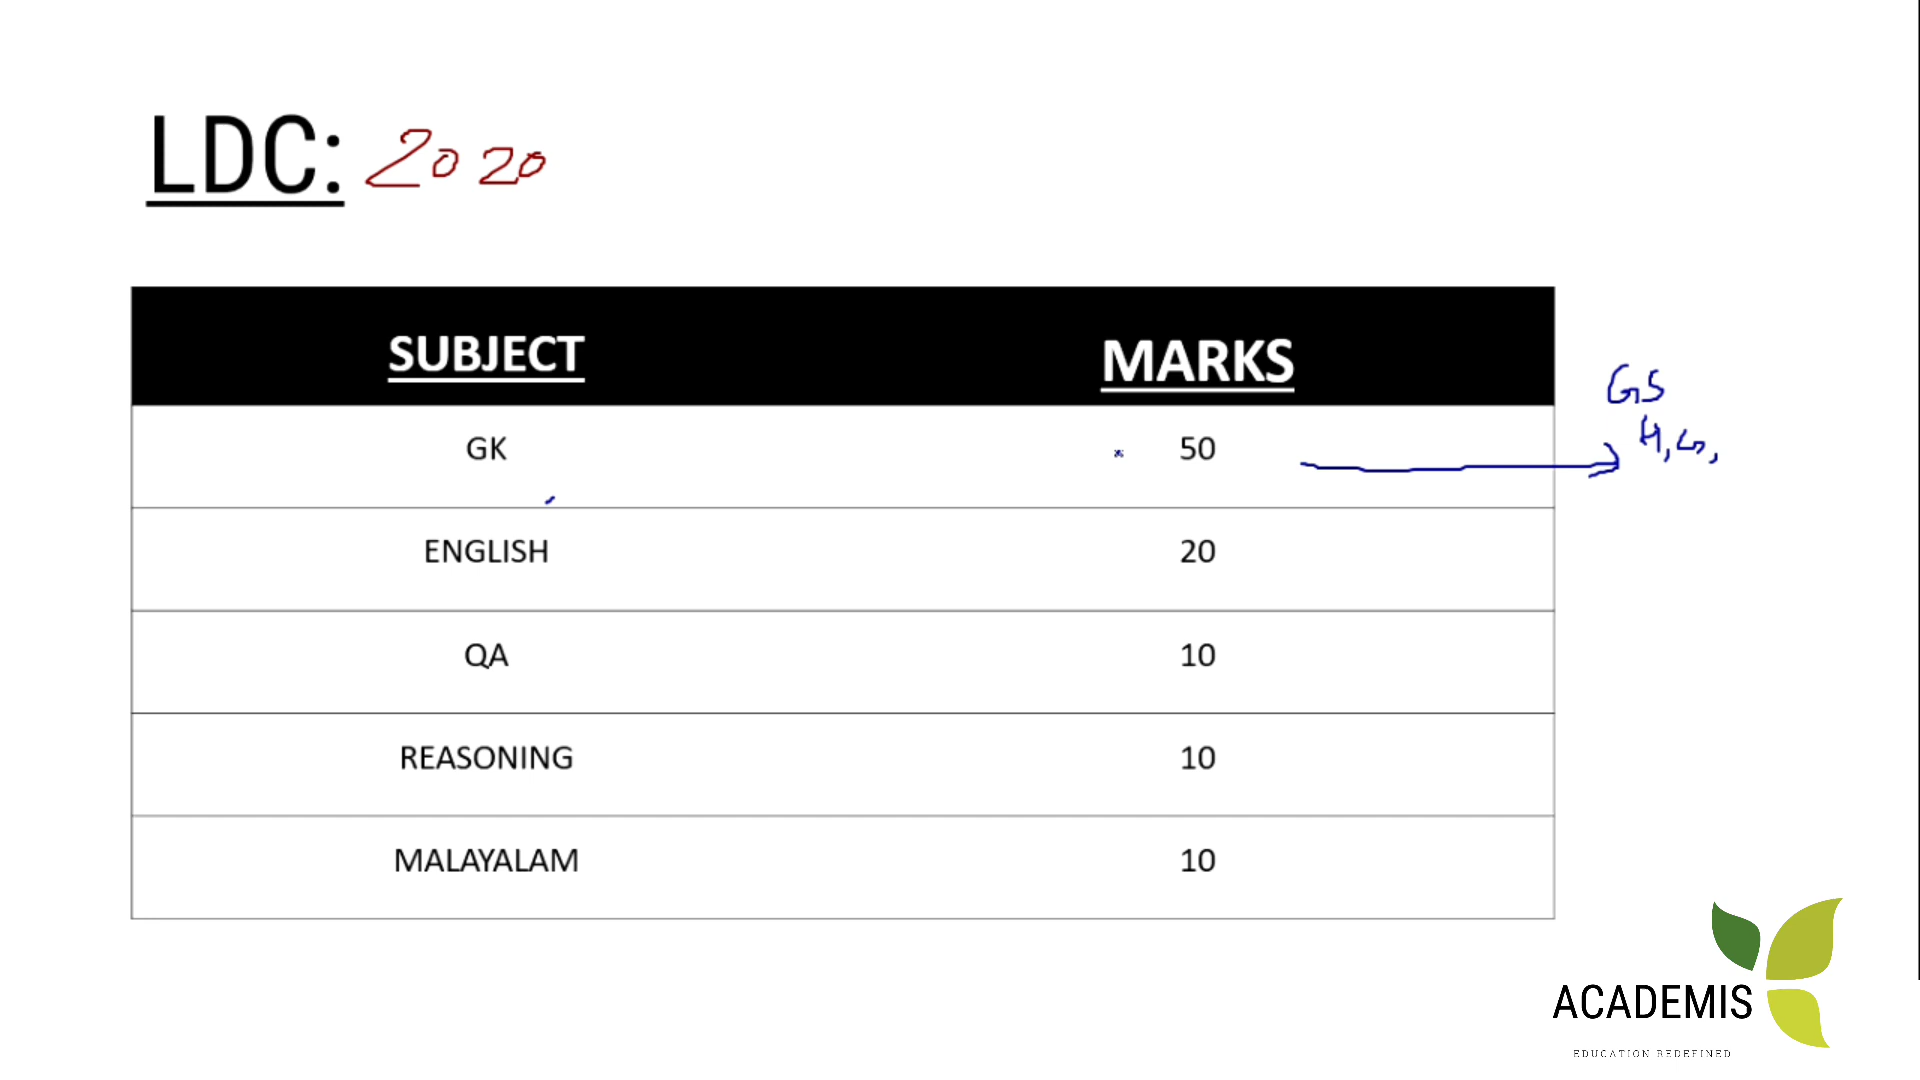 LDC: 2020
SUBJECT MARKS
GS
H, G,
GK 50
ENGLISH 20
QA 10
REASONING 10
MALAYALAM 10
ACADEMIS
EDUCATION REDEFINED